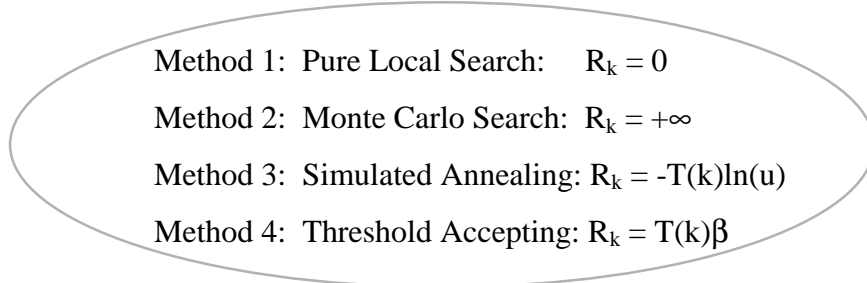 Method 1: Pure Local Search: Rₖ = 0
Method 2: Monte Carlo Search: Rₖ = +∞
Method 3: Simulated Annealing: Rₖ = -T(k)ln(u)
Method 4: Threshold Accepting: Rₖ = T(k)β